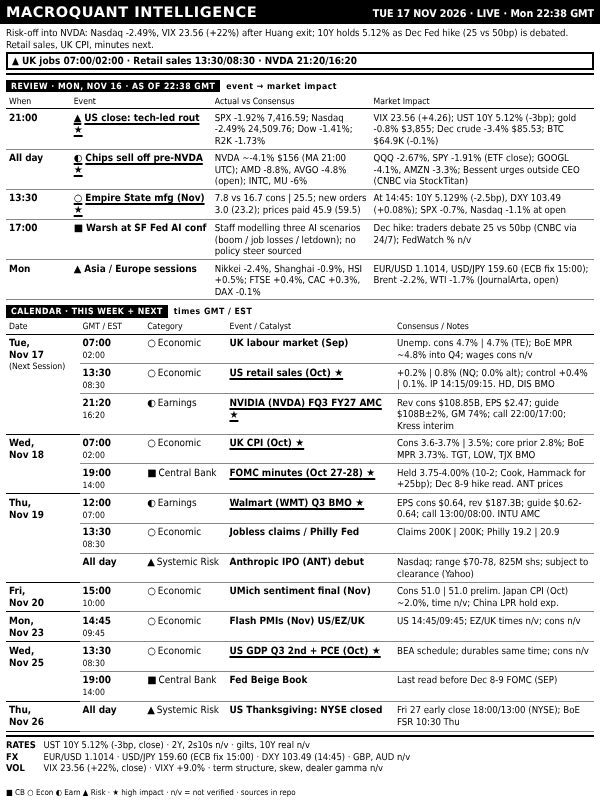 MACROQUANT INTELLIGENCE
TUE 17 NOV 2026 · LIVE · Mon 22:38 GMT
Risk-off into NVDA: Nasdaq -2.49%, VIX 23.56 (+22%) after Huang exit; 10Y holds 5.12% as Dec Fed hike (25 vs 50bp) is debated.
Retail sales, UK CPI, minutes next.
▲ UK jobs 07:00/02:00 · Retail sales 13:30/08:30 · NVDA 21:20/16:20
REVIEW · MON, NOV 16 · AS OF 22:38 GMT event → market impact
When Event Actual vs Consensus Market Impact
21:00 ▲ US close: tech-led rout ★
SPX -1.92% 7,416.59; Nasdaq
-2.49% 24,509.76; Dow -1.41%;
R2K -1.73%
VIX 23.56 (+4.26); UST 10Y 5.12% (-3bp); gold
-0.8% $3,855; Dec crude -3.4% $85.53; BTC
$64.9K (-0.1%)
All day ◐ Chips sell off pre-NVDA ★
NVDA ~-4.1% $156 (MA 21:00
UTC); AMD -8.8%, AVGO -4.8%
(open); INTC, MU -6%
QQQ -2.67%, SPY -1.91% (ETF close); GOOGL
-4.1%, AMZN -3.3%; Bessent urges outside CEO
(CNBC via StockTitan)
13:30 ○ Empire State mfg (Nov) ★
7.8 vs 16.7 cons | 25.5; new orders
3.0 (23.2); prices paid 45.9 (59.5)
At 14:45: 10Y 5.129% (-2.5bp), DXY 103.49
(+0.08%); SPX -0.7%, Nasdaq -1.1% at open
17:00 ■ Warsh at SF Fed AI conf
Staff modelling three AI scenarios
(boom / job losses / letdown); no
policy steer sourced
Dec hike: traders debate 25 vs 50bp (CNBC via
24/7); FedWatch % n/v
Mon ▲ Asia / Europe sessions
Nikkei -2.4%, Shanghai -0.9%, HSI
+0.5%; FTSE +0.4%, CAC +0.3%,
DAX -0.1%
EUR/USD 1.1014, USD/JPY 159.60 (ECB fix 15:00);
Brent -2.2%, WTI -1.7% (JournalArta, open)
CALENDAR · THIS WEEK + NEXT times GMT / EST
Date GMT / EST Category Event / Catalyst Consensus / Notes
Tue,
Nov 17
(Next Session)
07:00
02:00
○ Economic
UK labour market (Sep)
Unemp. cons 4.7% | 4.7% (TE); BoE MPR
~4.8% into Q4; wages cons n/v
13:30
08:30
○ Economic
US retail sales (Oct) ★
+0.2% | 0.8% (NQ; 0.0% alt); control +0.4%
| 0.1%. IP 14:15/09:15. HD, DIS BMO
21:20
16:20
◐ Earnings
NVIDIA (NVDA) FQ3 FY27 AMC
★
Rev cons $108.85B, EPS $2.47; guide
$108B±2%, GM 74%; call 22:00/17:00;
Kress interim
Wed,
Nov 18
07:00
02:00
○ Economic
UK CPI (Oct) ★
Cons 3.6-3.7% | 3.5%; core prior 2.8%; BoE
MPR 3.73%. TGT, LOW, TJX BMO
19:00
14:00
■ Central Bank
FOMC minutes (Oct 27-28) ★
Held 3.75-4.00% (10-2; Cook, Hammack for
+25bp); Dec 8-9 hike read. ANT prices
Thu,
Nov 19
12:00
07:00
◐ Earnings
Walmart (WMT) Q3 BMO ★
EPS cons $0.64, rev $187.3B; guide $0.62-
0.64; call 13:00/08:00. INTU AMC
13:30
08:30
○ Economic
Jobless claims / Philly Fed
Claims 200K | 200K; Philly 19.2 | 20.9
All day
▲ Systemic Risk
Anthropic IPO (ANT) debut
Nasdaq; range $70-78, 825M shs; subject to
clearance (Yahoo)
Fri,
Nov 20
15:00
10:00
○ Economic
UMich sentiment final (Nov)
Cons 51.0 | 51.0 prelim. Japan CPI (Oct)
~2.0%, time n/v; China LPR hold exp.
Mon,
Nov 23
14:45
09:45
○ Economic
Flash PMIs (Nov) US/EZ/UK
US 14:45/09:45; EZ/UK times n/v; cons n/v
Wed,
Nov 25
13:30
08:30
○ Economic
US GDP Q3 2nd + PCE (Oct) ★
BEA schedule; durables same time; cons n/v
19:00
14:00
■ Central Bank
Fed Beige Book
Last read before Dec 8-9 FOMC (SEP)
Thu,
Nov 26
All day
▲ Systemic Risk
US Thanksgiving: NYSE closed
Fri 27 early close 18:00/13:00 (NYSE); BoE
FSR 10:30 Thu
RATES UST 10Y 5.12% (-3bp, close) · 2Y, 2s10s n/v · gilts, 10Y real n/v
FX EUR/USD 1.1014 · USD/JPY 159.60 (ECB fix 15:00) · DXY 103.49 (14:45) · GBP, AUD n/v
VOL VIX 23.56 (+22%, close) · VIXY +9.0% · term structure, skew, dealer gamma n/v
■ CB ○ Econ ◐ Earn ▲ Risk · ★ high impact · n/v = not verified · sources in repo